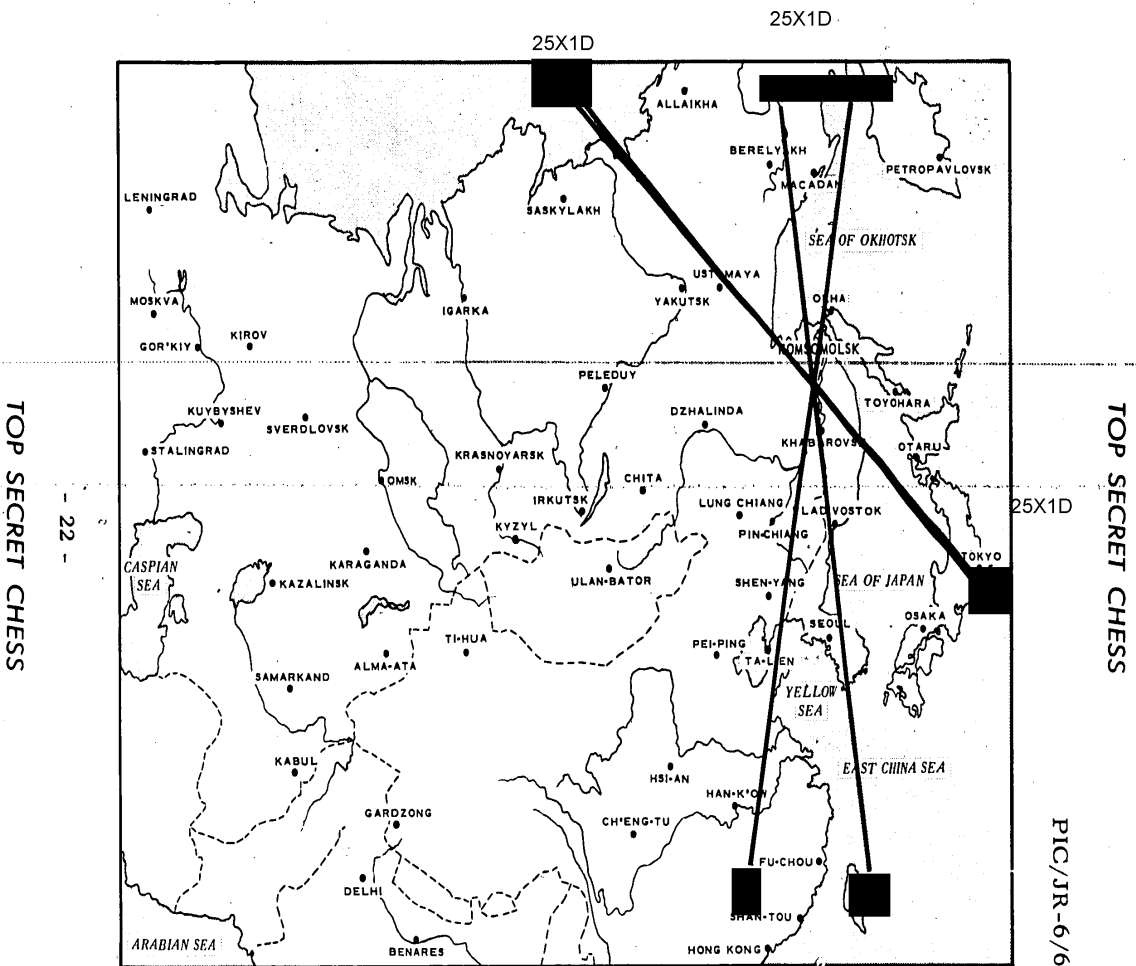 25X1D
25X1D
ALLAIKHA
BERELYAKH
PETROPAVLOVSK
MAGADAN
LENINGRAD
SASKYLAKH
SEA OF OKHOTSK
UST MAYA
YAKUTSK
MOSKVA
IGARKA
OKHA
KIROV
GOR'KIY
KOMSOMOLSK
PELEDUY
TOYOHARA
KUYBYSHEV
DZHALINDA
SVERDLOVSK
KHABAROVSK
OTARU
STALINGRAD
KRASNOYARSK
OMSK
CHITA
IRKUTSK
LUNG CHIANG
25X1D
VLADIVOSTOK
KYZYL
PIN-CHIANG
TOKYO
KARAGANDA
CASPIAN
SEA
KAZALINSK
ULAN-BATOR
SHEN-YANG
SEA OF JAPAN
OSAKA
SEOUL
TI-HUA
PEI-PING
TA-LIEN
ALMA-ATA
SAMARKAND
YELLOW
SEA
KABUL
HSI-AN
EAST CHINA SEA
HAN-K'OW
GARDZONG
CH'ENG-TU
FU-CHOU
DELHI
SHAN-TOU
ARABIAN SEA
BENARES
HONG KONG
TOP SECRET CHESS
- 22 -
TOP SECRET CHESS
PIC/JR-6/6